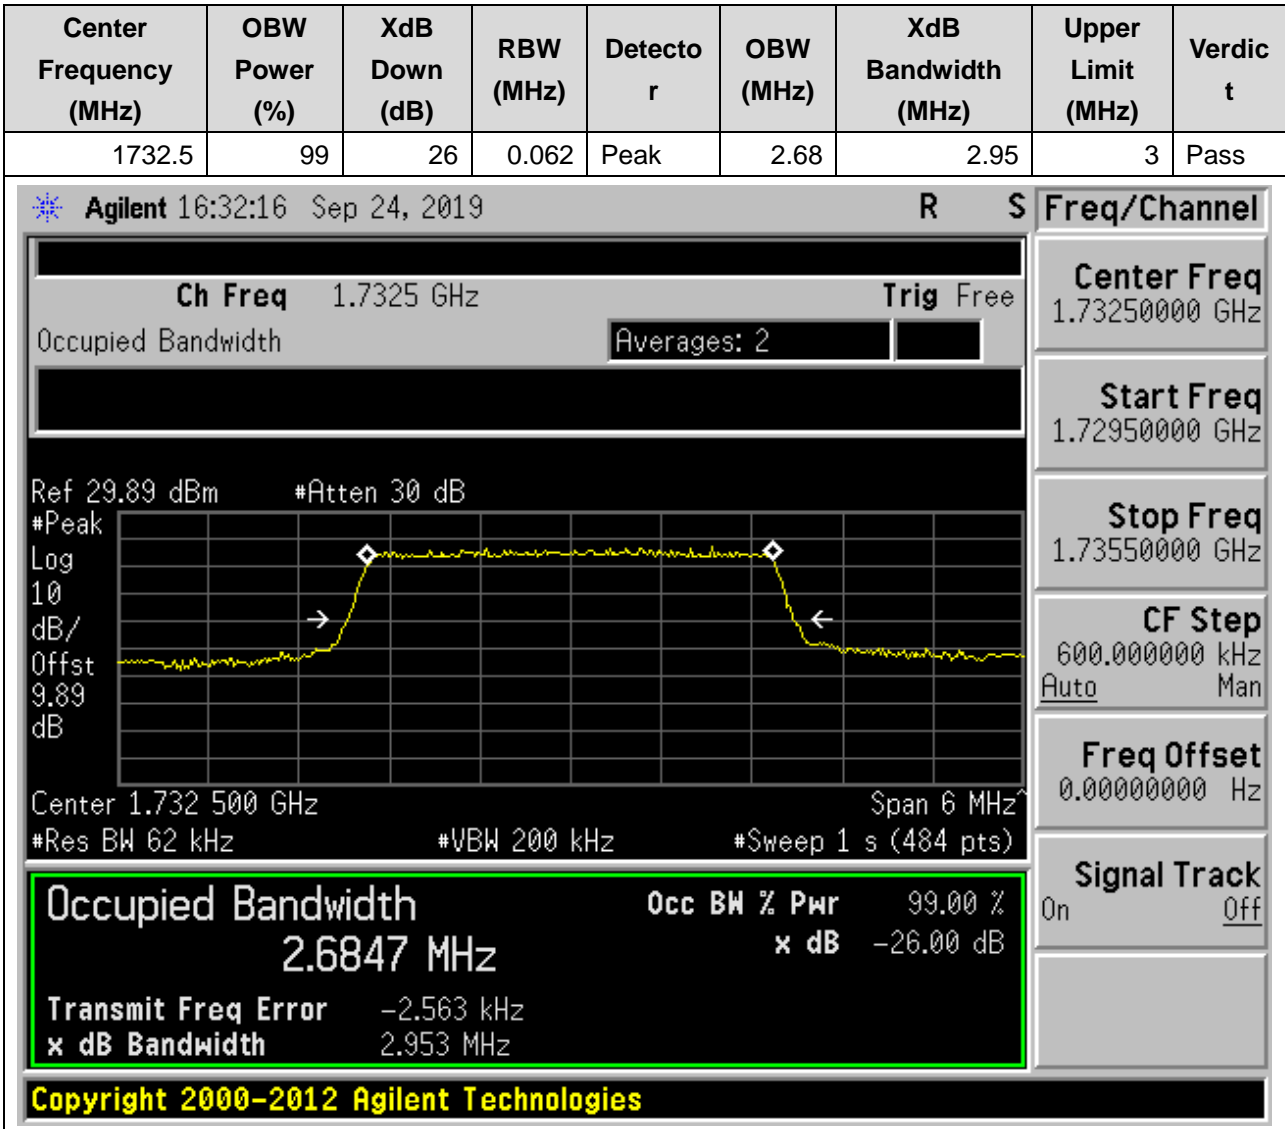 Center Frequency (MHz) OBW Power (%) XdB Down (dB) RBW (MHz) Detecto r OBW (MHz) XdB Bandwidth (MHz) Upper Limit (MHz) Verdic t
1732.5 99 26 0.062 Peak 2.68 2.95 3 Pass
Agilent 16:32:16 Sep 24, 2019 R S
Ch Freq 1.7325 GHz Trig Free
Occupied Bandwidth Averages: 2
Ref 29.89 dBm #Atten 30 dB
#Peak
Log
10
dB/
Offst
9.89
dB
Center 1.732 500 GHz Span 6 MHz^
#Res BW 62 kHz #VBW 200 kHz #Sweep 1 s (484 pts)
Occupied Bandwidth Occ BW % Pwr 99.00 %
2.6847 MHz x dB -26.00 dB
Transmit Freq Error -2.563 kHz
x dB Bandwidth 2.953 MHz
Copyright 2000-2012 Agilent Technologies
Freq/Channel
Center Freq
1.73250000 GHz
Start Freq
1.72950000 GHz
Stop Freq
1.73550000 GHz
CF Step
600.000000 kHz
Auto Man
Freq Offset
0.00000000 Hz
Signal Track
On Off